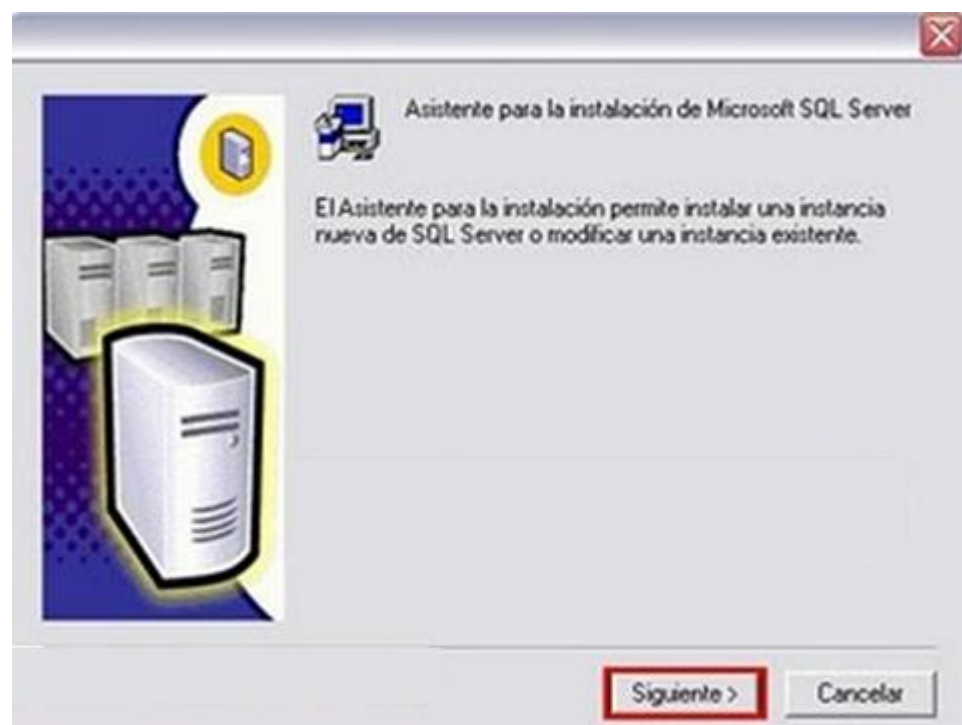 Asistente para la instalación de Microsoft SQL Server
El Asistente para la instalación permite instalar una instancia
nueva de SQL Server o modificar una instancia existente.
Siguiente >
Cancelar